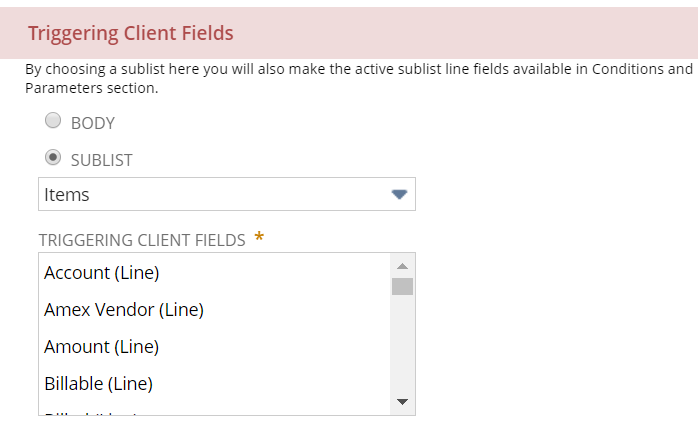 Triggering Client Fields
By choosing a sublist here you will also make the active sublist line fields available in Conditions and
Parameters section.
BODY
SUBLIST
Items
TRIGGERING CLIENT FIELDS *
Account (Line)
Amex Vendor (Line)
Amount (Line)
Billable (Line)